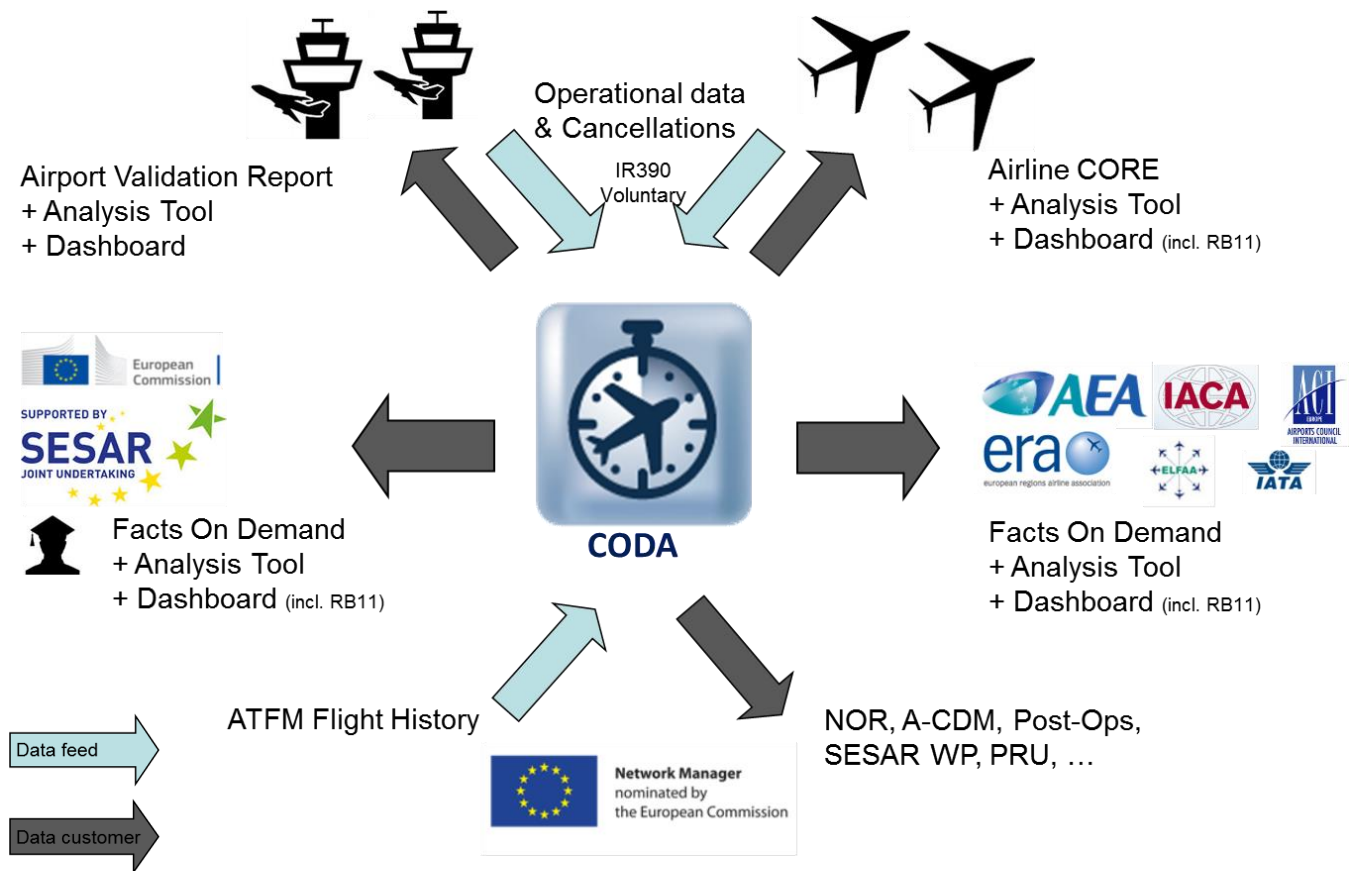 Operational data
& Cancellations
IR390
Voluntary
Airport Validation Report
+ Analysis Tool
+ Dashboard
Airline CORE
+ Analysis Tool
+ Dashboard (incl. RB11)
European
Commission
SUPPORTED BY
SESAR
JOINT UNDERTAKING
Facts On Demand
+ Analysis Tool
+ Dashboard (incl. RB11)
CODA
AEA
IACA
ACI
EUROPE
AIRPORTS COUNCIL
INTERNATIONAL
era
european regions airline association
ELFAA
IATA
Facts On Demand
+ Analysis Tool
+ Dashboard (incl. RB11)
ATFM Flight History
NOR, A-CDM, Post-Ops,
SESAR WP, PRU, ...
Network Manager
nominated by
the European Commission
Data feed
Data customer